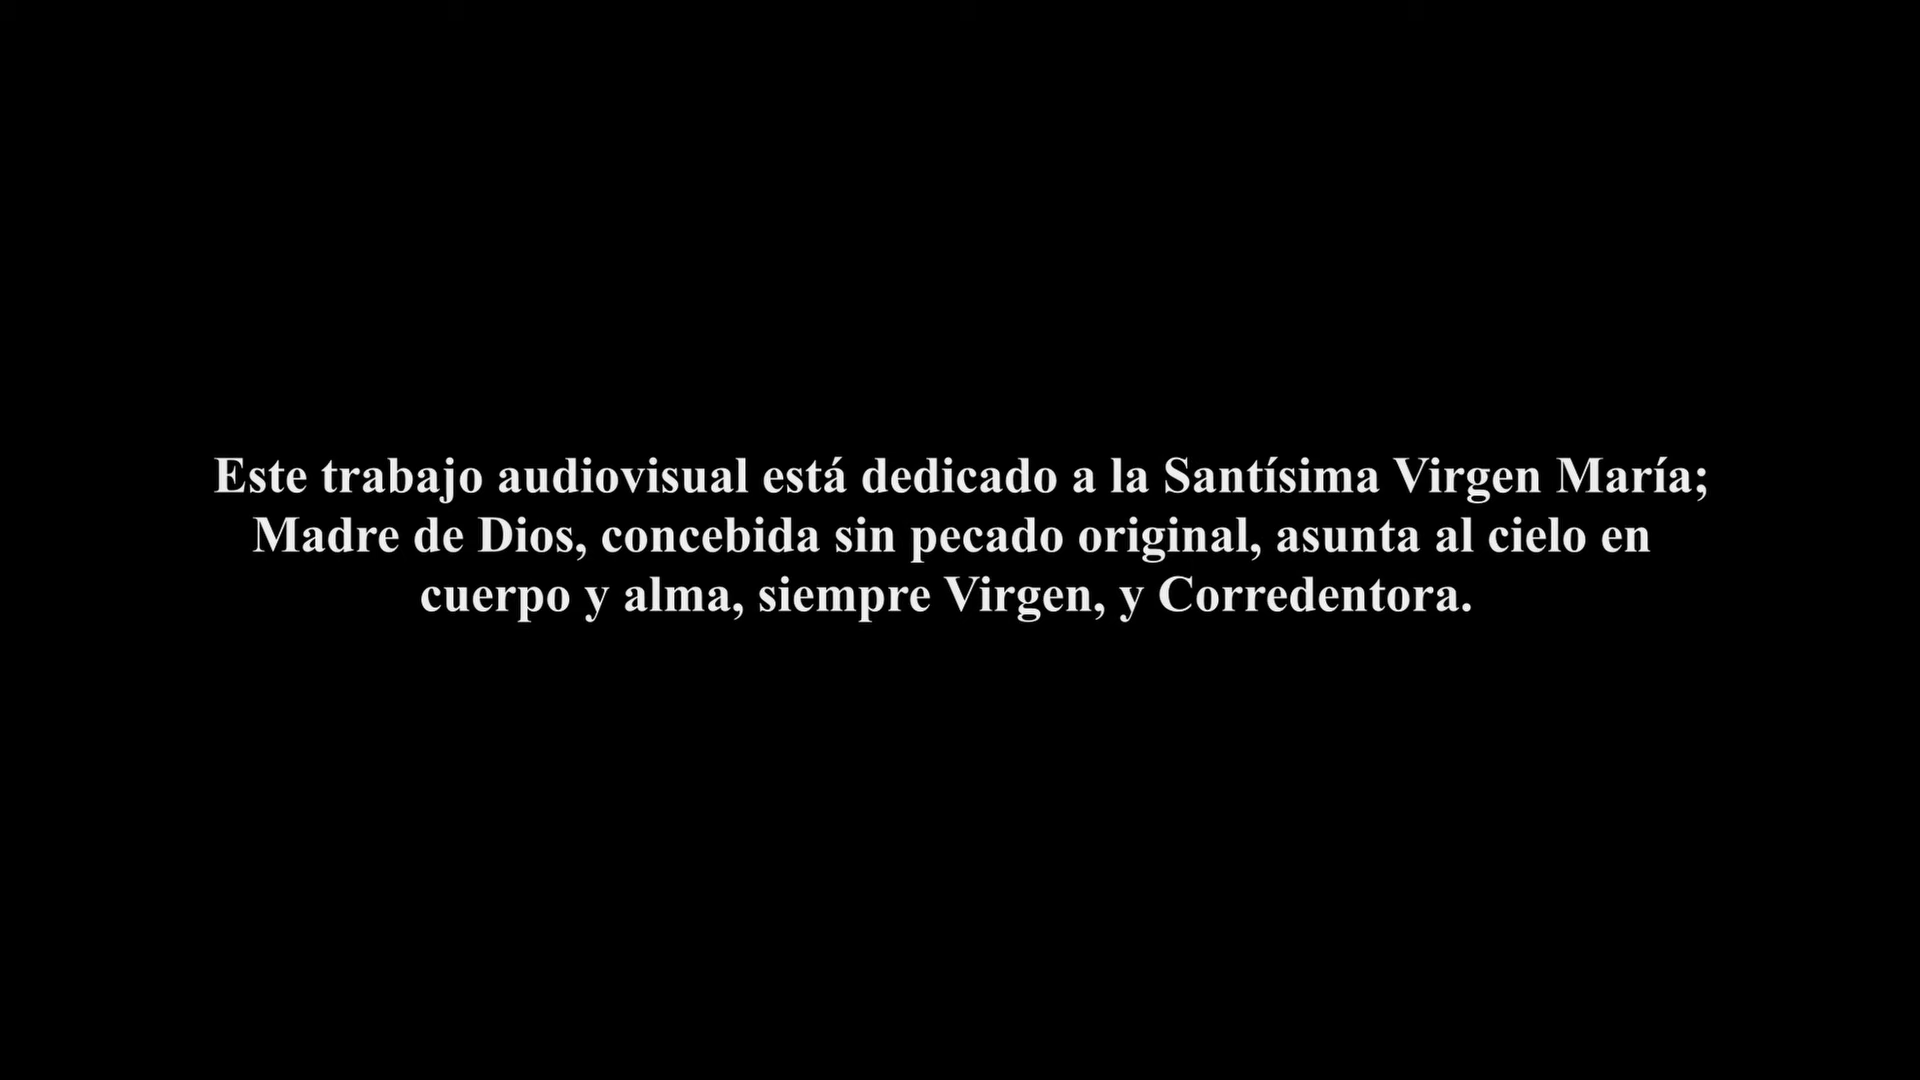 Este trabajo audiovisual está dedicado a la Santísima Virgen María;
Madre de Dios, concebida sin pecado original, asunta al cielo en
cuerpo y alma, siempre Virgen, y Corredentora.